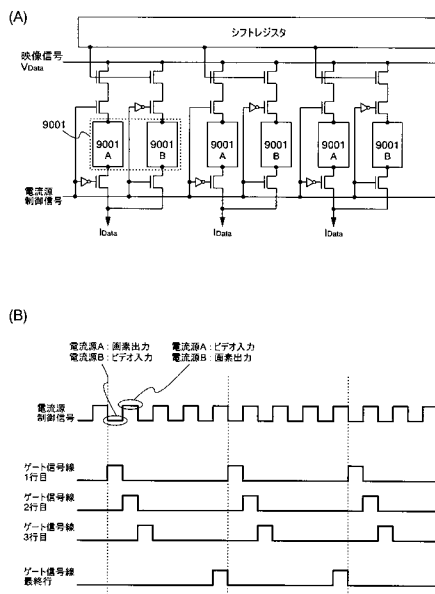 (A)
シフトレジスタ
映像信号
VData
9001
9001
A
9001
B
9001
A
9001
B
9001
A
9001
B
電流源
制御信号
IData
IData
IData
(B)
電流源A：画素出力
電流源B：ビデオ入力
電流源A：ビデオ入力
電流源B：画素出力
電流源
制御信号
ゲート信号線
1行目
ゲート信号線
2行目
ゲート信号線
3行目
ゲート信号線
最終行